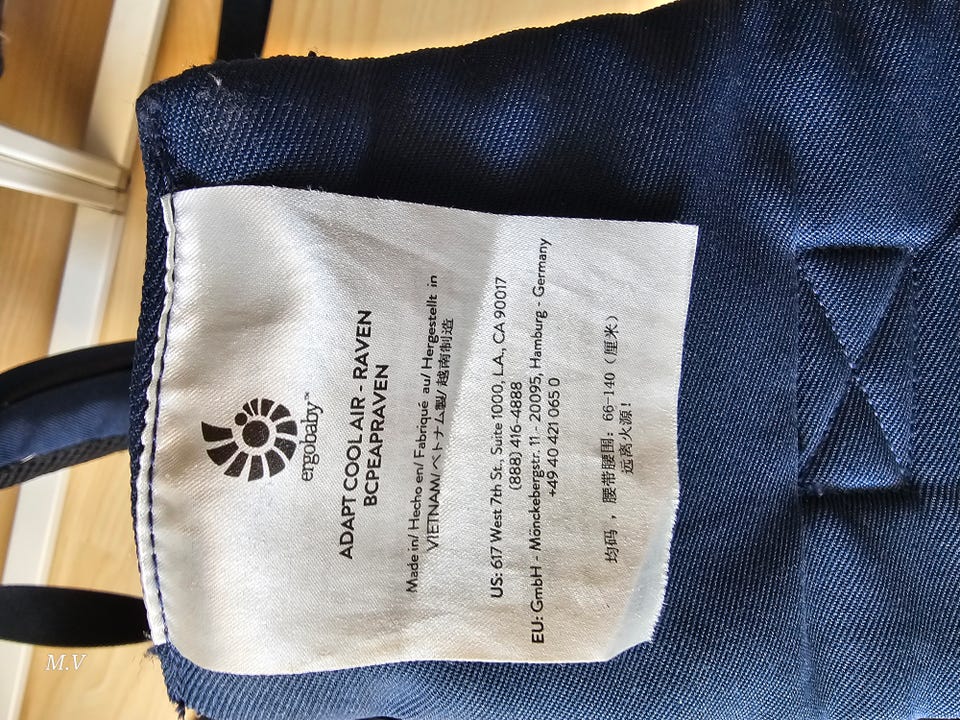 ergobaby™
ADAPT COOL AIR - RAVEN
BCPEAPRAVEN
Made in/ Hecho en/ Fabriqué au/ Hergestellt in
VIETNAM/ベトナム製/ 越南制造
US: 617 West 7th St., Suite 1000, L.A., CA 90017
(888) 416-4888
EU: GmbH - Mönckebergstr. 11 - 20095, Hamburg - Germany
+49 40 421 065 0
均码 , 腰带腰围: 66-140 (厘米)
远离火源!
M.V